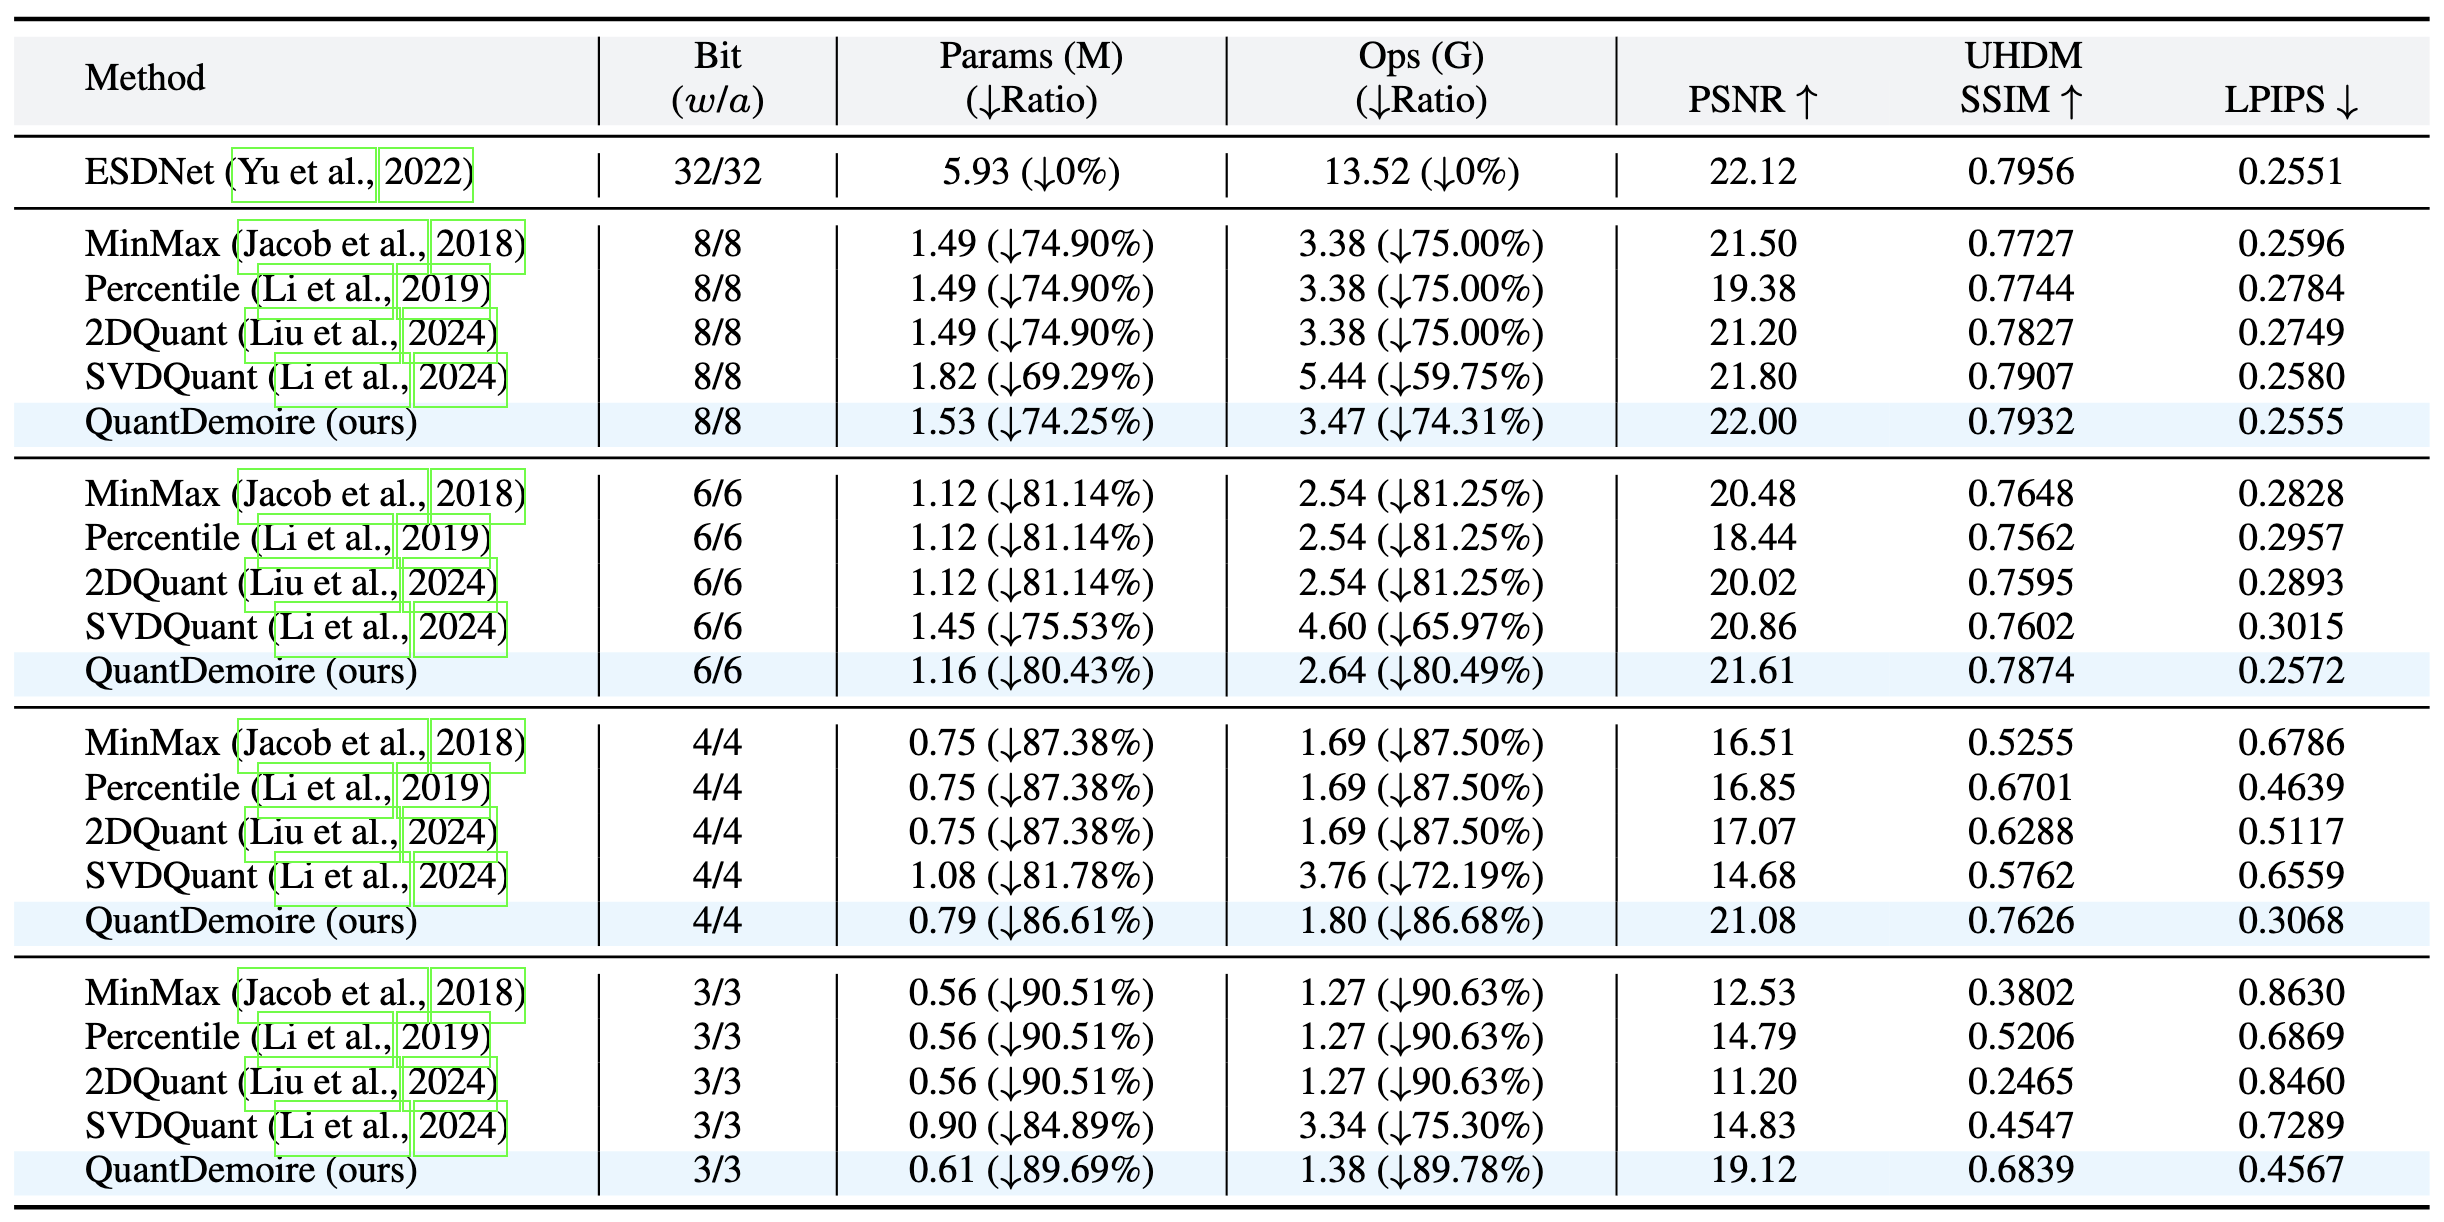 Method Bit (w/a) Params (M) (↓Ratio) Ops (G) (↓Ratio) UHDM
PSNR ↑ SSIM ↑ LPIPS ↓
ESDNet (Yu et al., 2022) 32/32 5.93 (↓0%) 13.52 (↓0%) 22.12 0.7956 0.2551
MinMax (Jacob et al., 2018) 8/8 1.49 (↓74.90%) 3.38 (↓75.00%) 21.50 0.7727 0.2596
Percentile (Li et al., 2019) 8/8 1.49 (↓74.90%) 3.38 (↓75.00%) 19.38 0.7744 0.2784
2DQuant (Liu et al., 2024) 8/8 1.49 (↓74.90%) 3.38 (↓75.00%) 21.20 0.7827 0.2749
SVDQuant (Li et al., 2024) 8/8 1.82 (↓69.29%) 5.44 (↓59.75%) 21.80 0.7907 0.2580
QuantDemoire (ours) 8/8 1.53 (↓74.25%) 3.47 (↓74.31%) 22.00 0.7932 0.2555
MinMax (Jacob et al., 2018) 6/6 1.12 (↓81.14%) 2.54 (↓81.25%) 20.48 0.7648 0.2828
Percentile (Li et al., 2019) 6/6 1.12 (↓81.14%) 2.54 (↓81.25%) 18.44 0.7562 0.2957
2DQuant (Liu et al., 2024) 6/6 1.12 (↓81.14%) 2.54 (↓81.25%) 20.02 0.7595 0.2893
SVDQuant (Li et al., 2024) 6/6 1.45 (↓75.53%) 4.60 (↓65.97%) 20.86 0.7602 0.3015
QuantDemoire (ours) 6/6 1.16 (↓80.43%) 2.64 (↓80.49%) 21.61 0.7874 0.2572
MinMax (Jacob et al., 2018) 4/4 0.75 (↓87.38%) 1.69 (↓87.50%) 16.51 0.5255 0.6786
Percentile (Li et al., 2019) 4/4 0.75 (↓87.38%) 1.69 (↓87.50%) 16.85 0.6701 0.4639
2DQuant (Liu et al., 2024) 4/4 0.75 (↓87.38%) 1.69 (↓87.50%) 17.07 0.6288 0.5117
SVDQuant (Li et al., 2024) 4/4 1.08 (↓81.78%) 3.76 (↓72.19%) 14.68 0.5762 0.6559
QuantDemoire (ours) 4/4 0.79 (↓86.61%) 1.80 (↓86.68%) 21.08 0.7626 0.3068
MinMax (Jacob et al., 2018) 3/3 0.56 (↓90.51%) 1.27 (↓90.63%) 12.53 0.3802 0.8630
Percentile (Li et al., 2019) 3/3 0.56 (↓90.51%) 1.27 (↓90.63%) 14.79 0.5206 0.6869
2DQuant (Liu et al., 2024) 3/3 0.56 (↓90.51%) 1.27 (↓90.63%) 11.20 0.2465 0.8460
SVDQuant (Li et al., 2024) 3/3 0.90 (↓84.89%) 3.34 (↓75.30%) 14.83 0.4547 0.7289
QuantDemoire (ours) 3/3 0.61 (↓89.69%) 1.38 (↓89.78%) 19.12 0.6839 0.4567